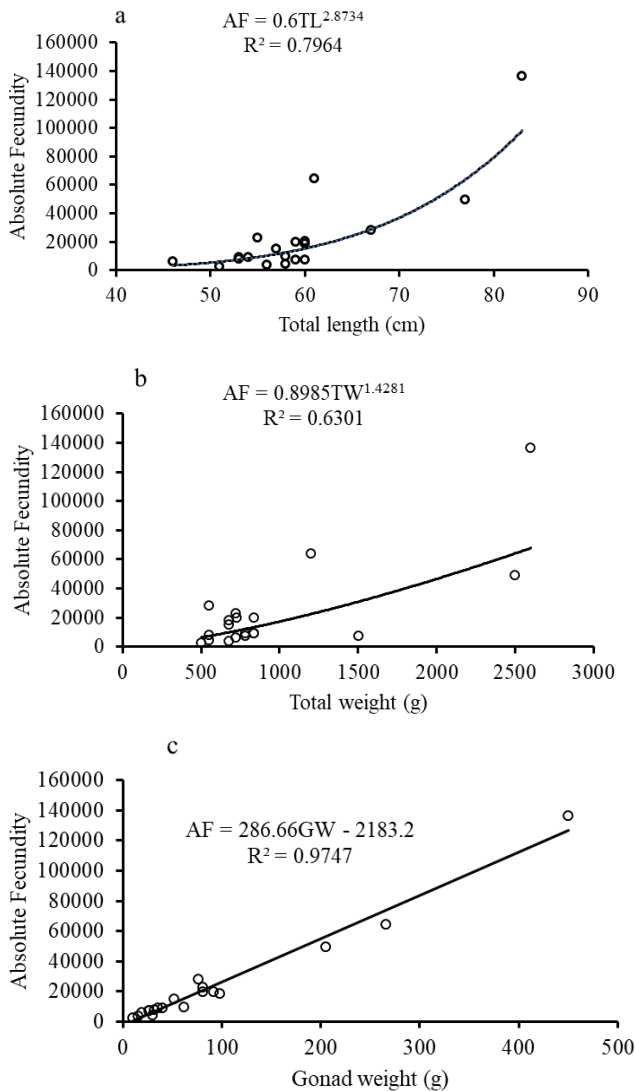 a
AF = 0.6TL^2.8734
R² = 0.7964
160000
140000
120000
100000
80000
60000
40000
20000
0
Absolute Fecundity
40 50 60 70 80 90
Total length (cm)
b
AF = 0.8985TW^1.4281
R² = 0.6301
160000
140000
120000
100000
80000
60000
40000
20000
0
Absolute Fecundity
0 500 1000 1500 2000 2500 3000
Total weight (g)
c
AF = 286.66GW - 2183.2
R² = 0.9747
160000
140000
120000
100000
80000
60000
40000
20000
0
Absolute Fecundity
0 100 200 300 400 500
Gonad weight (g)